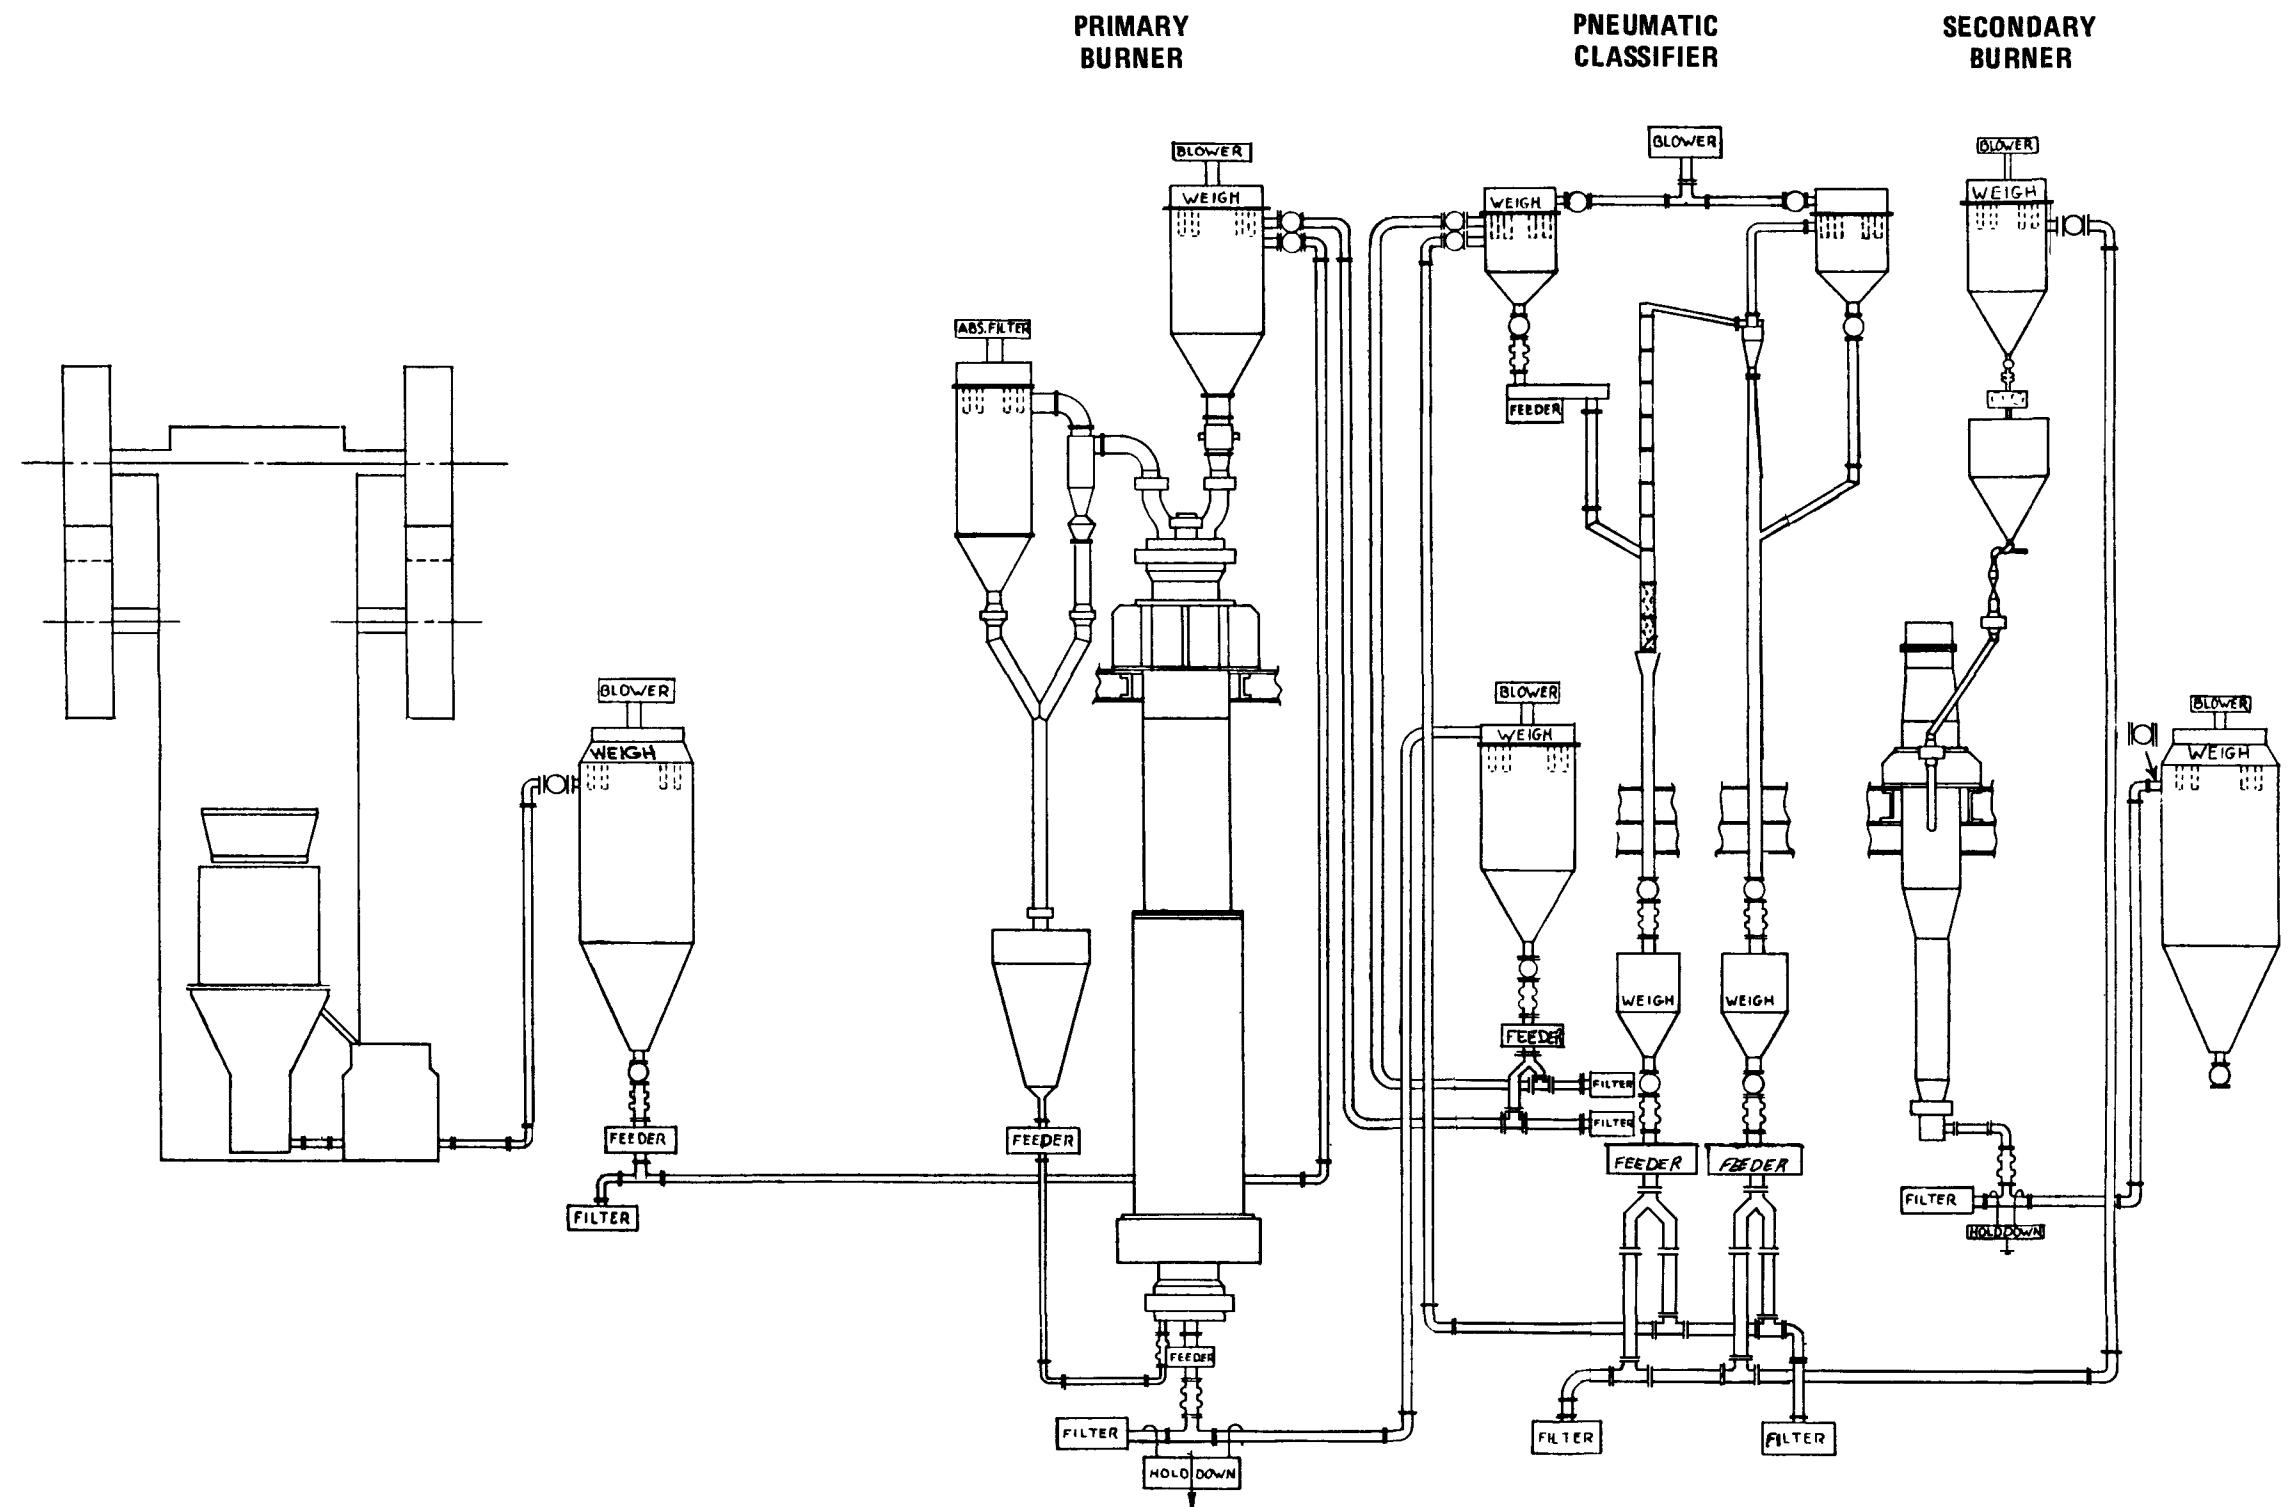 PRIMARY
BURNER
PNEUMATIC
CLASSIFIER
SECONDARY
BURNER
BLOWER
WEIGH
BLOWER
WEIGH
BLOWER
WEIGH
ABS. FILTER
FEEDER
BLOWER
WEIGH
BLOWER
WEIGH
BLOWER
WEIGH
WEIGH
WEIGH
FEEDER
FILTER
FILTER
FEEDER
FEEDER
FEEDER
FEEDER
FILTER
FILTER
HOLD DOWN
FEEDER
FILTER
HOLD DOWN
FILTER
FILTER